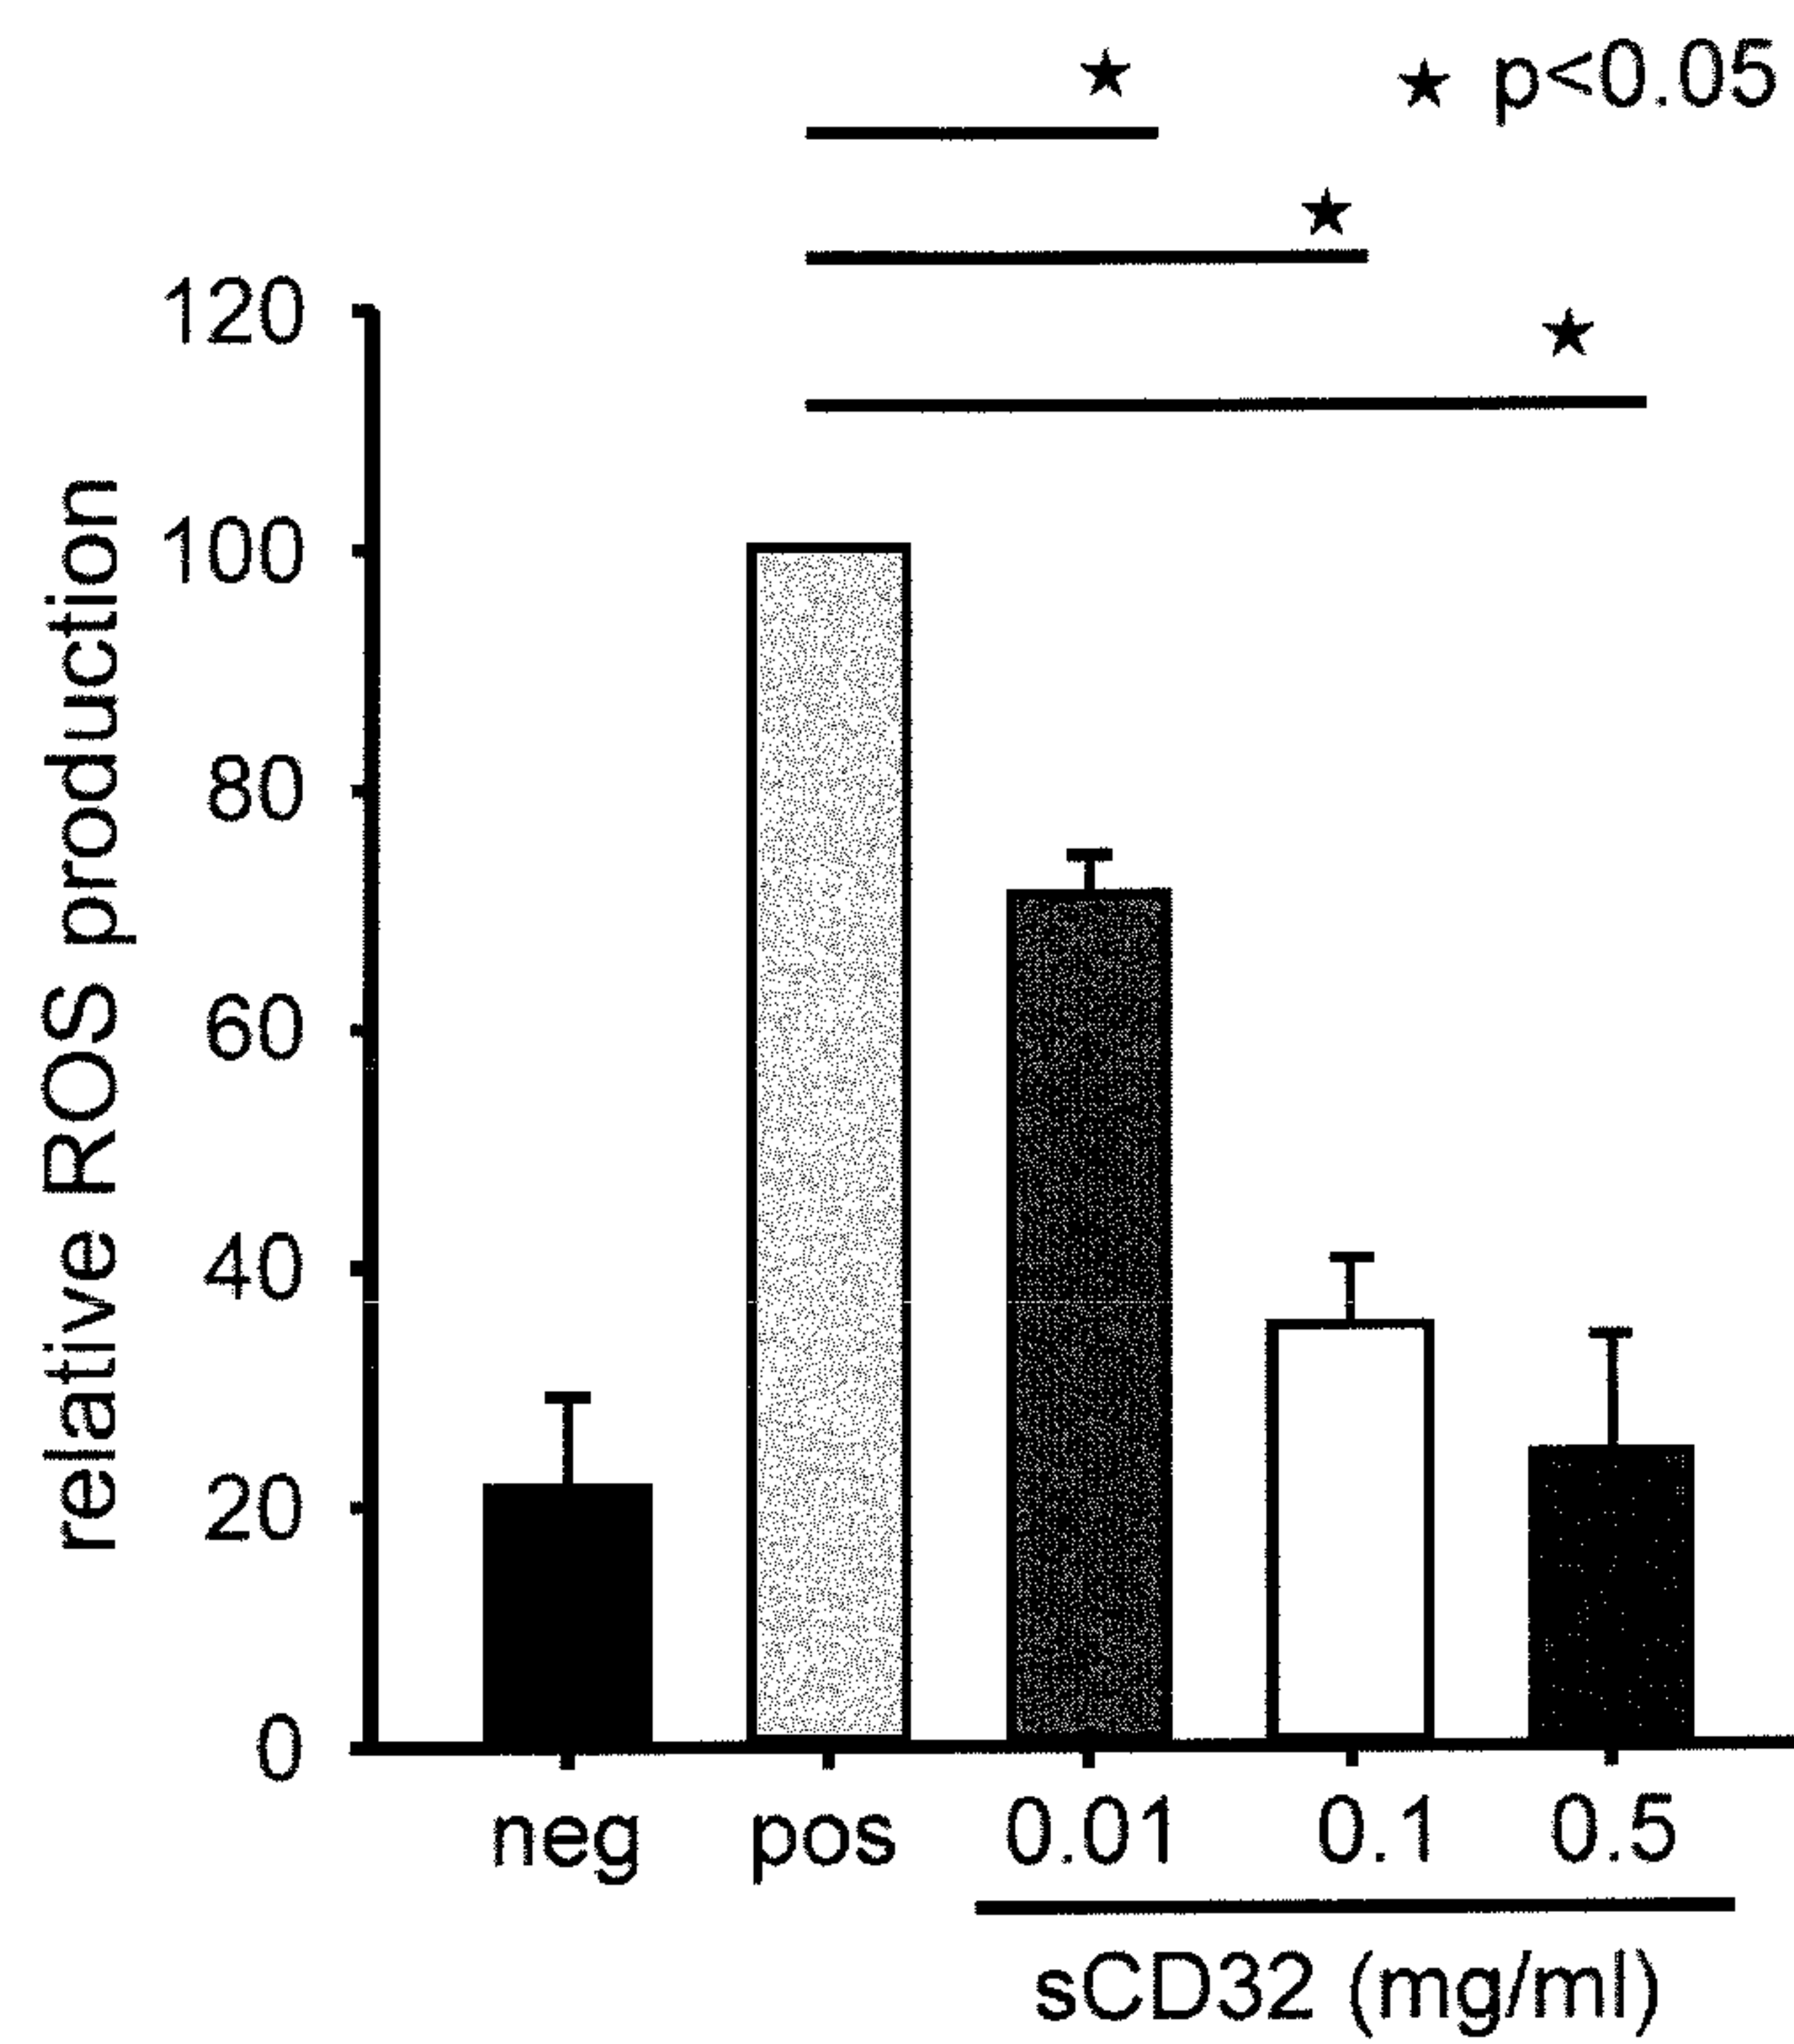 ★ ★ p<0.05
★
★
120
100
80
60
40
20
0
relative ROS production
neg pos 0.01 0.1 0.5
sCD32 (mg/ml)